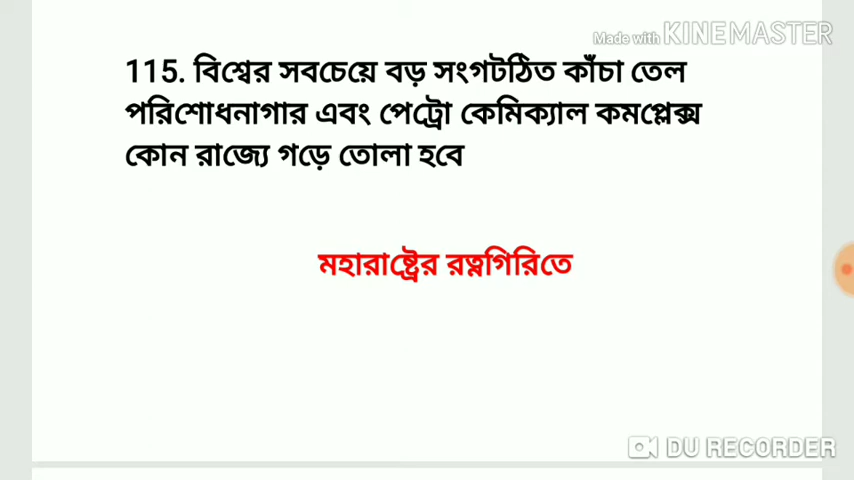 Made with KINEMASTER
115. বিশ্বের সবচেয়ে বড় সংগটঠিত কাঁচা তেল
পরিশোধনাগার এবং পেট্রো কেমিক্যাল কমপ্লেক্স
কোন রাজ্যে গড়ে তোলা হবে
মহারাষ্ট্রের রত্নগিরিতে
DU RECORDER